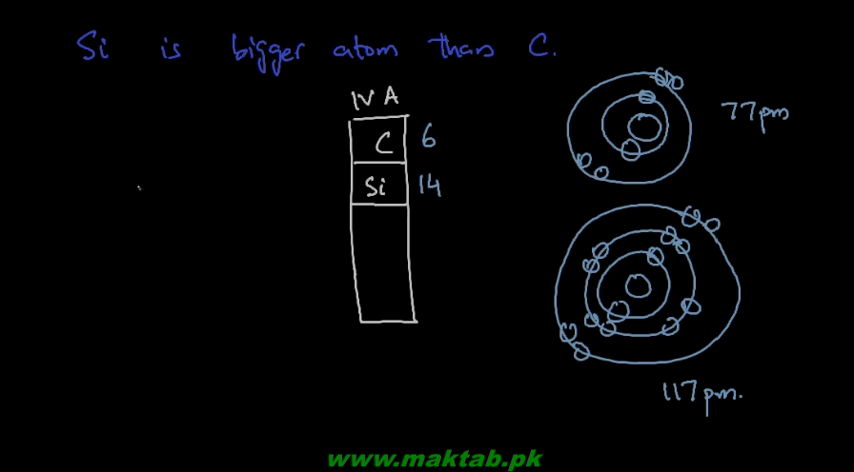 Si is bigger atom than C.
IV A
C 6
Si 14
77pm
117pm.
www.maktab.pk